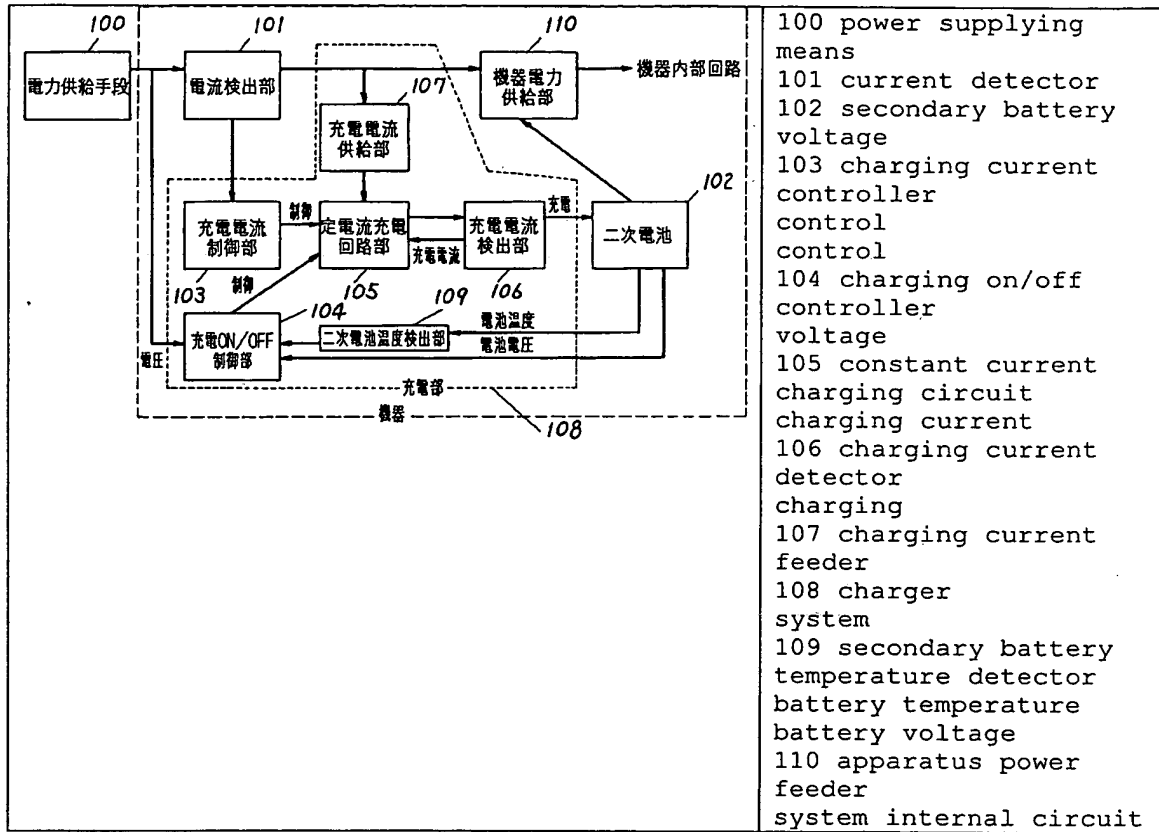 100
101
110
電力供給手段
電流検出部
機器電力
供給部
機器内部回路
107
充電電流
供給部
102
充電電流
制御部
制御
定電流充電
回路部
充電電流
充電電流
検出部
充電
二次電池
103
制御
105
109
106
104
充電ON/OFF
制御部
電圧
二次電池温度検出部
電池温度
電池電圧
充電部
機器
108
100 power supplying
means
101 current detector
102 secondary battery
voltage
103 charging current
controller
control
control
104 charging on/off
controller
voltage
105 constant current
charging circuit
charging current
106 charging current
detector
charging
107 charging current
feeder
108 charger
system
109 secondary battery
temperature detector
battery temperature
battery voltage
110 apparatus power
feeder
system internal circuit